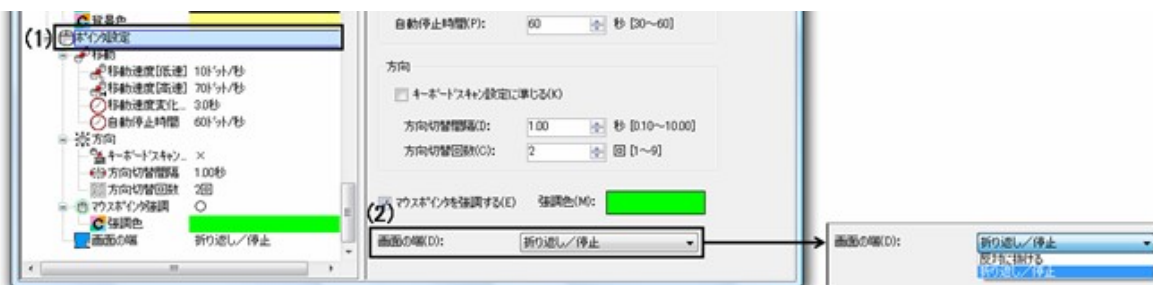 背景色
(1)
ポインタ設定
移動
移動速度[低速] 10ドット/秒
移動速度[高速] 70ドット/秒
移動速度変化... 3.0秒
自動停止時間 60ドット/秒
方向
キーボードスキャン... ×
方向切替間隔 1.00秒
方向切替回数 2回
マウスポインタ強調 ○
強調色
画面の端 折り返し/停止
自動停止時間(P): 60 秒 [30～60]
方向
キーボードスキャン設定に準じる(K)
方向切替間隔(I): 1.00 秒 [0.10～10.00]
方向切替回数(C): 2 回 [1～9]
マウスポインタを強調する(E) 強調色(M):
(2)
画面の端(D): 折り返し/停止
画面の端(D): 折り返し/停止
反対に抜ける
折り返し/停止